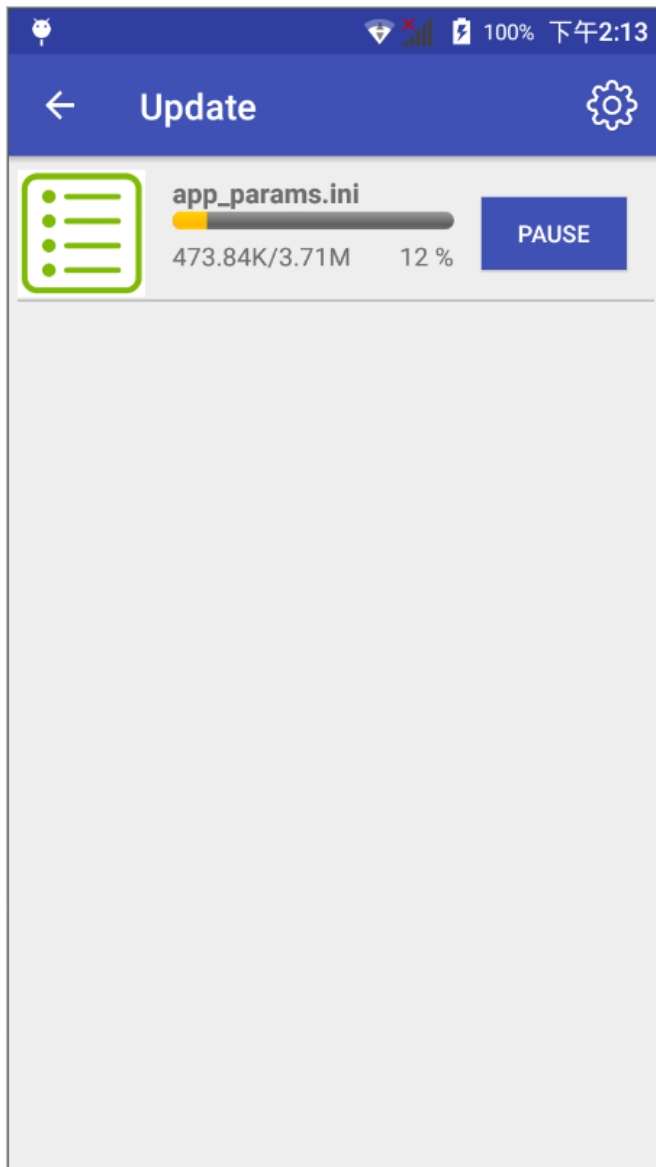 100% 下午2:13
Update
app_params.ini
473.84K/3.71M 12 %
PAUSE